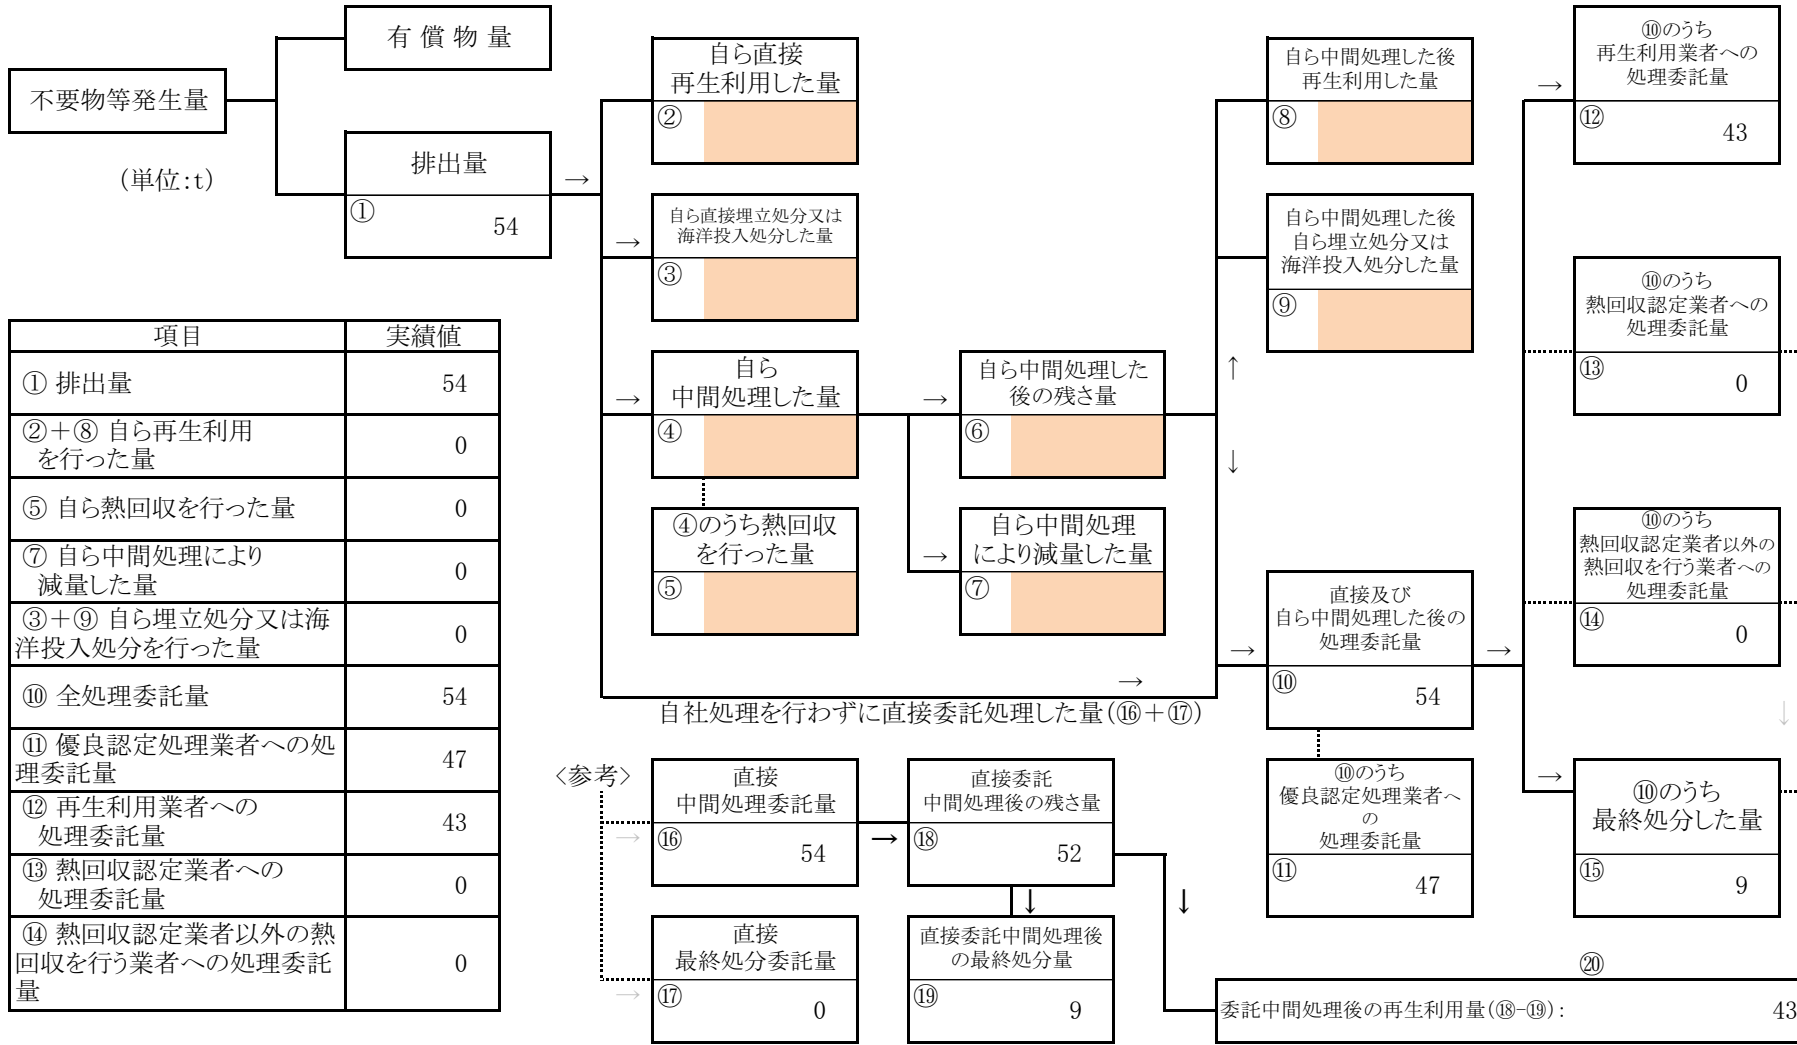 有 償 物 量
不要物等発生量
(単位:t)
排出量
①
54
→
自ら直接
再生利用した量
②
→
自ら直接埋立処分又は
海洋投入処分した量
③
→
自ら
中間処理した量
④
④のうち熱回収
を行った量
⑤
→
自ら中間処理した
後の残さ量
⑥
→
自ら中間処理
により減量した量
⑦
自ら中間処理した後
再生利用した量
⑧
自ら中間処理した後
自ら埋立処分又は
海洋投入処分した量
⑨
↑
↓
→
⑩のうち
再生利用業者への
処理委託量
⑫
43
⑩のうち
熱回収認定業者への
処理委託量
⑬
0
⑩のうち
熱回収認定業者以外の
熱回収を行う業者への
処理委託量
⑭
0
→
直接及び
自ら中間処理した後の
処理委託量
⑩
54
→
→
自社処理を行わずに直接委託処理した量(⑯+⑰)
↓
⑩のうち
優良認定処理業者へ
の
処理委託量
⑪
47
→
⑩のうち
最終処分した量
⑮
9
項目 実績値
① 排出量 54
②+⑧ 自ら再生利用
を行った量 0
⑤ 自ら熱回収を行った量 0
⑦ 自ら中間処理により
減量した量 0
③+⑨ 自ら埋立処分又は海
洋投入処分を行った量 0
⑩ 全処理委託量 54
⑪ 優良認定処理業者への処
理委託量 47
⑫ 再生利用業者への
処理委託量 43
⑬ 熱回収認定業者への
処理委託量 0
⑭ 熱回収認定業者以外の熱
回収を行う業者への処理委託
量 0
〈参考〉
→
直接
中間処理委託量
⑯
54
→
直接委託
中間処理後の残さ量
⑱
52
↓
↓
→
直接
最終処分委託量
⑰
0
直接委託中間処理後
の最終処分量
⑲
9
⑳
委託中間処理後の再生利用量(⑱-⑲): 43